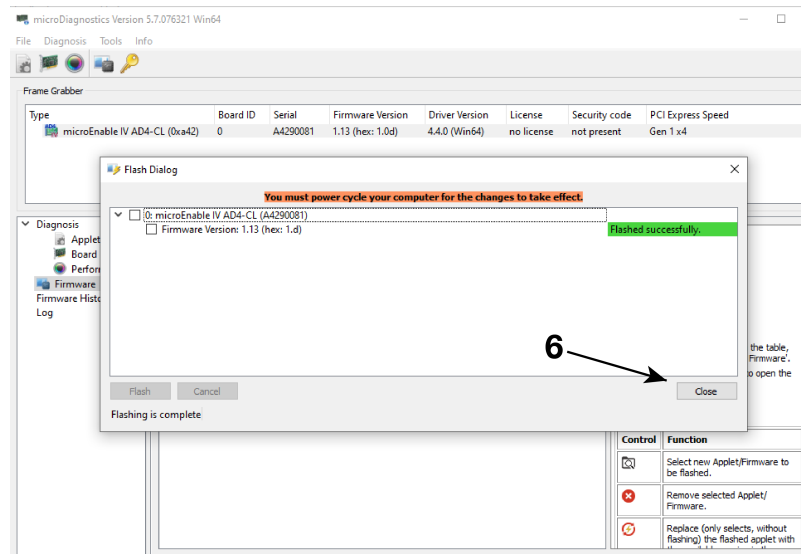 microDiagnostics Version 5.7.076321 Win64
File Diagnosis Tools Info
Frame Grabber
Type Board ID Serial Firmware Version Driver Version License Security code PCI Express Speed
microEnable IV AD4-CL (0xa42) 0 A4290081 1.13 (hex: 1.0d) 4.4.0 (Win64) no license not present Gen 1 x4
Flash Dialog
You must power cycle your computer for the changes to take effect.
0: microEnable IV AD4-CL (A4290081)
Firmware Version: 1.13 (hex: 1.d) Flashed successfully.
Diagnosis
Applet
Board
Perfor
Firmware
Firmware Histo
Log
6
the table,
Firmware'.
o open the
Flash Cancel Close
Flashing is complete
Control Function
Select new Applet/Firmware to
be flashed.
Remove selected Applet/
Firmware.
Replace (only selects, without
flashing) the flashed applet with